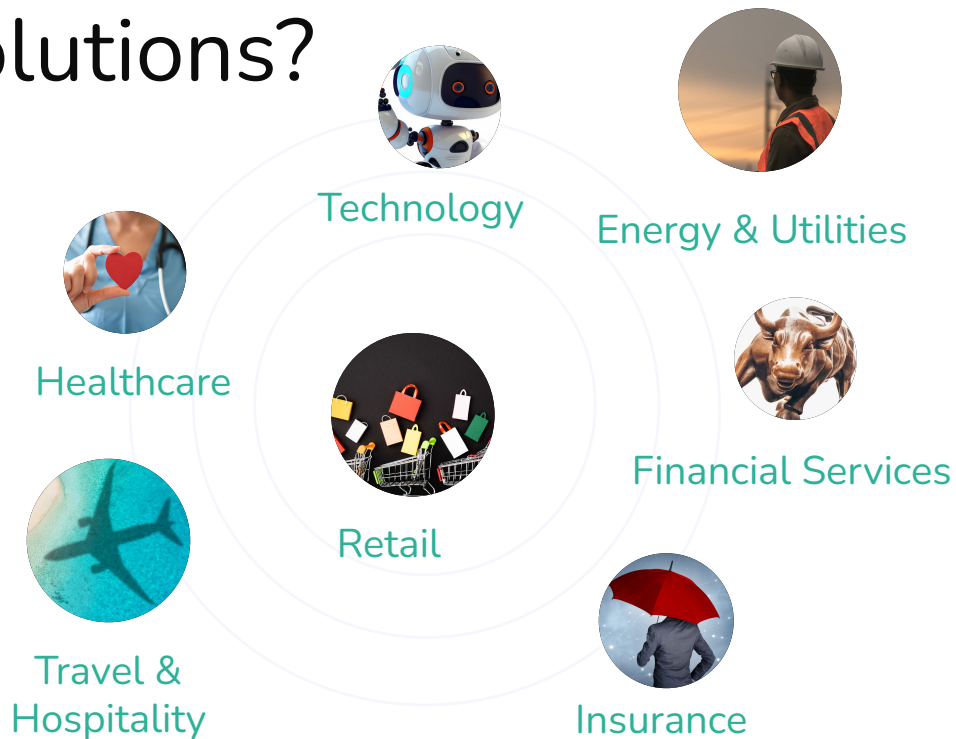 olutions?
Technology
Energy & Utilities
Healthcare
Financial Services
Retail
Travel &
Hospitality
Insurance